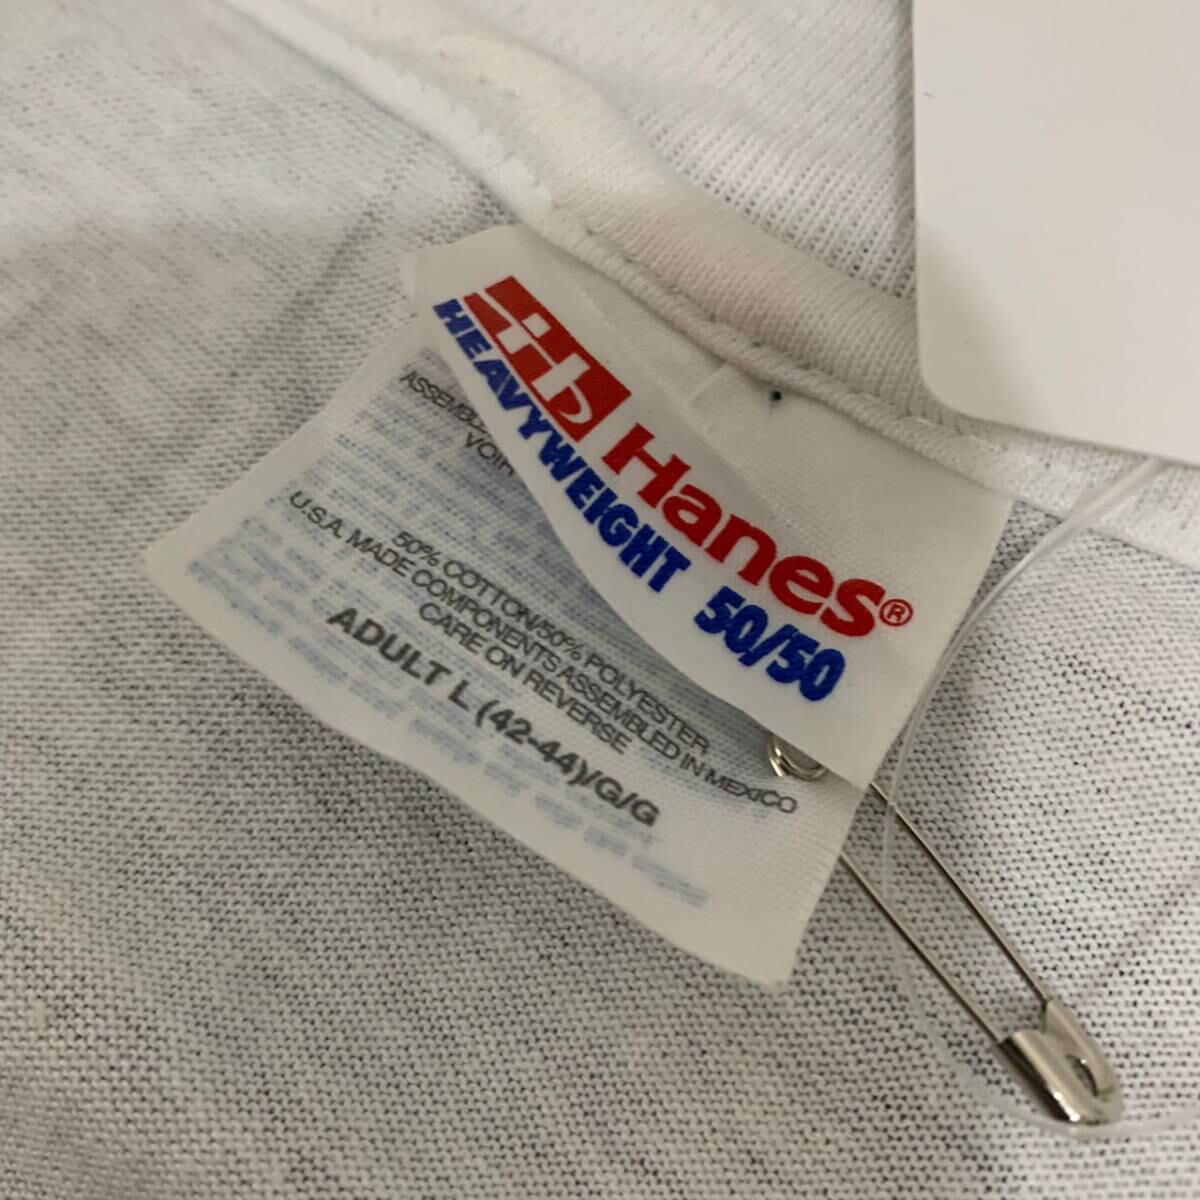 hb Hanes®
HEAVYWEIGHT 50/50
VOIR
50% COTTON/50% POLYESTER
U.S.A. MADE COMPONENTS ASSEMBLED IN MEXICO
CARE ON REVERSE
ADULT L (42-44)/G/G